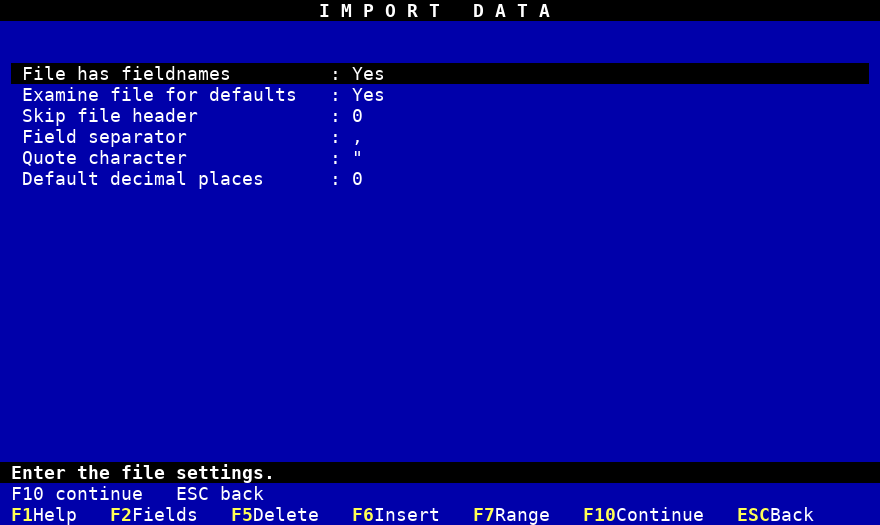 I M P O R T   D A T A
File has fieldnames         : Yes
Examine file for defaults   : Yes
Skip file header            : 0
Field separator             : ,
Quote character             : "
Default decimal places      : 0
Enter the file settings.
F10 continue   ESC back
F1Help   F2Fields   F5Delete   F6Insert   F7Range   F10Continue   ESCBack